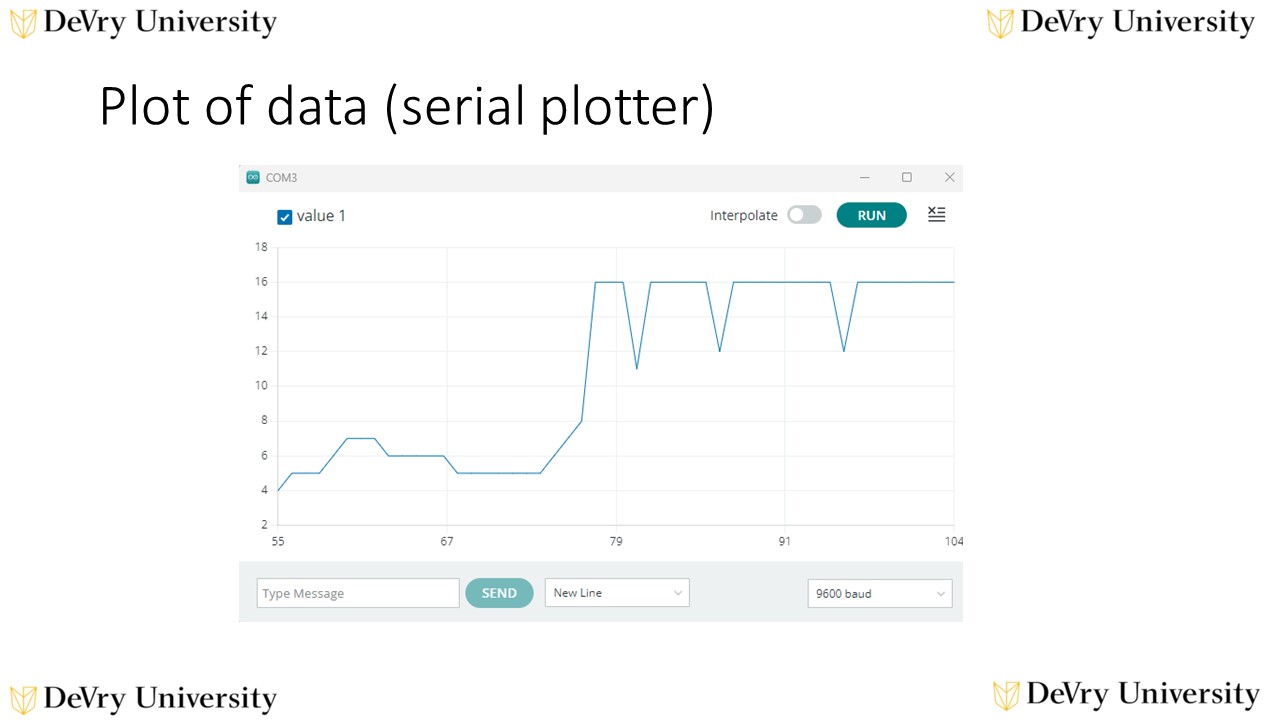 DeVry University
DeVry University
Plot of data (serial plotter)
COM3
value 1
Interpolate
RUN
18
16
14
12
10
8
6
4
2
55 67 79 91 104
Type Message
SEND
New Line
9600 baud
DeVry University
DeVry University